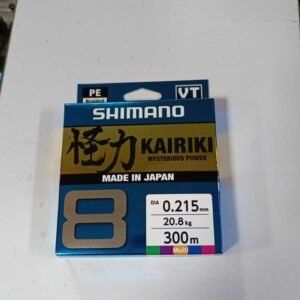 PE
Braided
VT
SHIMANO
怪力 KAIRIKI
MYSTERIOUS POWER
MADE IN JAPAN
8
DIA 0.215mm
20.8kg
300m
Multi